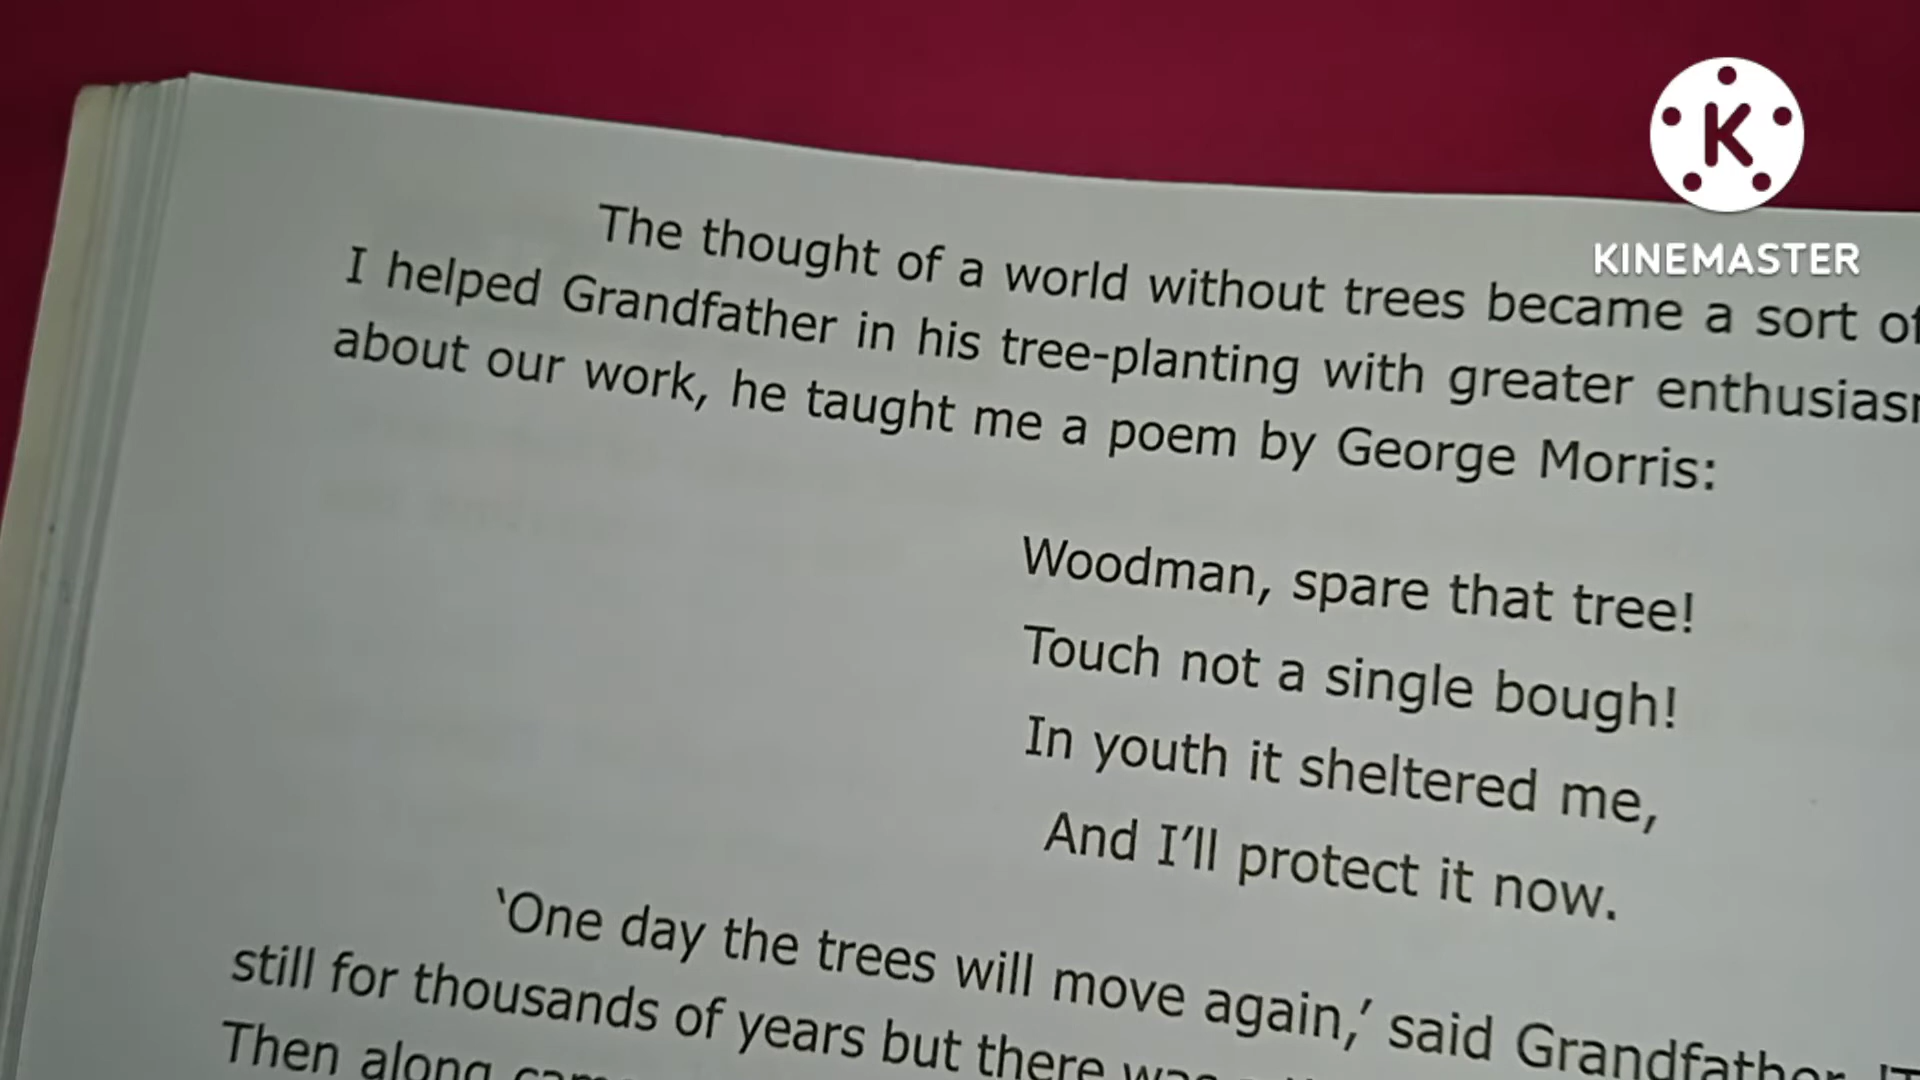 KINEMASTER
The thought of a world without trees became a sort of
I helped Grandfather in his tree-planting with greater
about our work, he taught me a poem by George Morris:
Woodman, spare that tree!
Touch not a single bough!
In youth it sheltered me,
And I'll protect it now.
‘One day the trees will move again,’ said Grandfather.
still for thousands of years but there
Then along